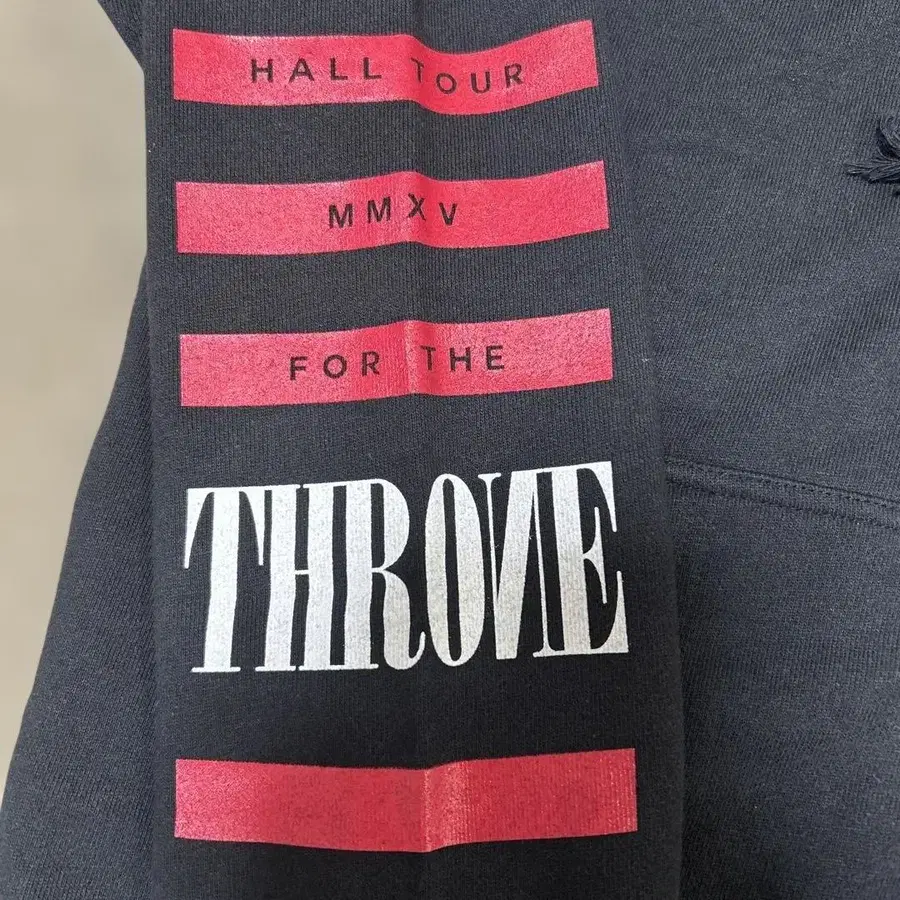 HALL TOUR
MMXV
FOR THE
THRONE